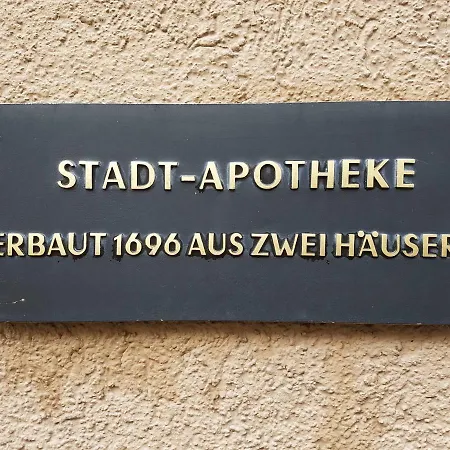 STADT-APOTHEKE
ERBAUT 1696 AUS ZWEI HÄUSER